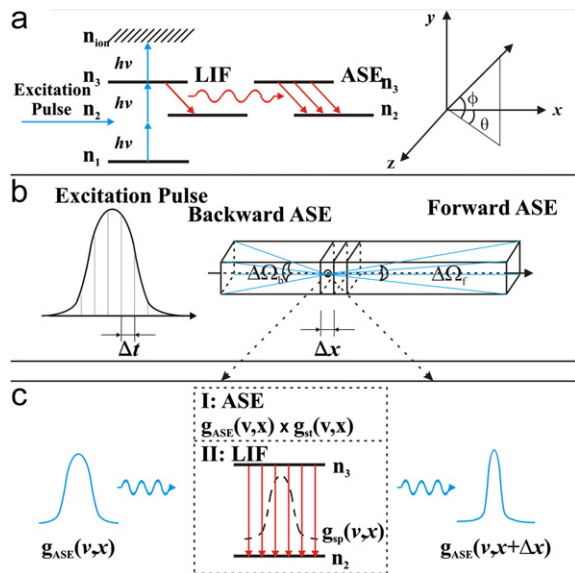 a
n_ion
n_3
hν
LIF
ASE
n_3
Excitation
Pulse
n_2
hν
n_2
hν
n_1
y
x
z
ϕ
θ
b
Excitation Pulse
Backward ASE
Forward ASE
ΔΩ_b
ΔΩ_f
Δt
Δx
c
I: ASE
g_ASE(v,x) x g_st(v,x)
II: LIF
n_3
g_sp(v,x)
n_2
g_ASE(v,x)
g_ASE(v,x+Δx)